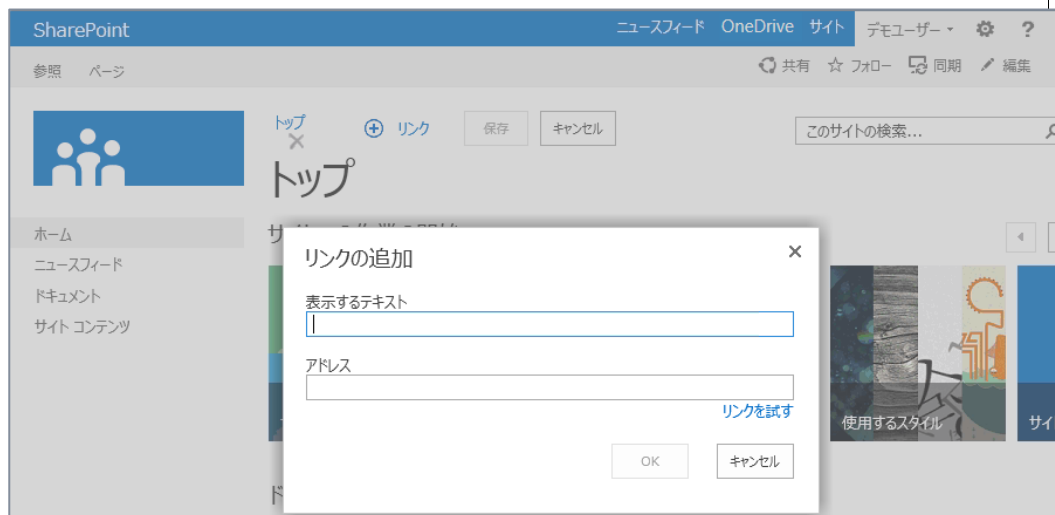 SharePoint
ニュースフィード OneDrive サイト デモユーザー ?
参照 ページ
共有 フォロー 同期 編集
トップ リンク 保存 キャンセル
このサイトの検索...
トップ
ホーム
ニュースフィード
ドキュメント
サイト コンテンツ
リンクの追加
表示するテキスト
アドレス
リンクを試す
OK キャンセル
使用するスタイル
サイ